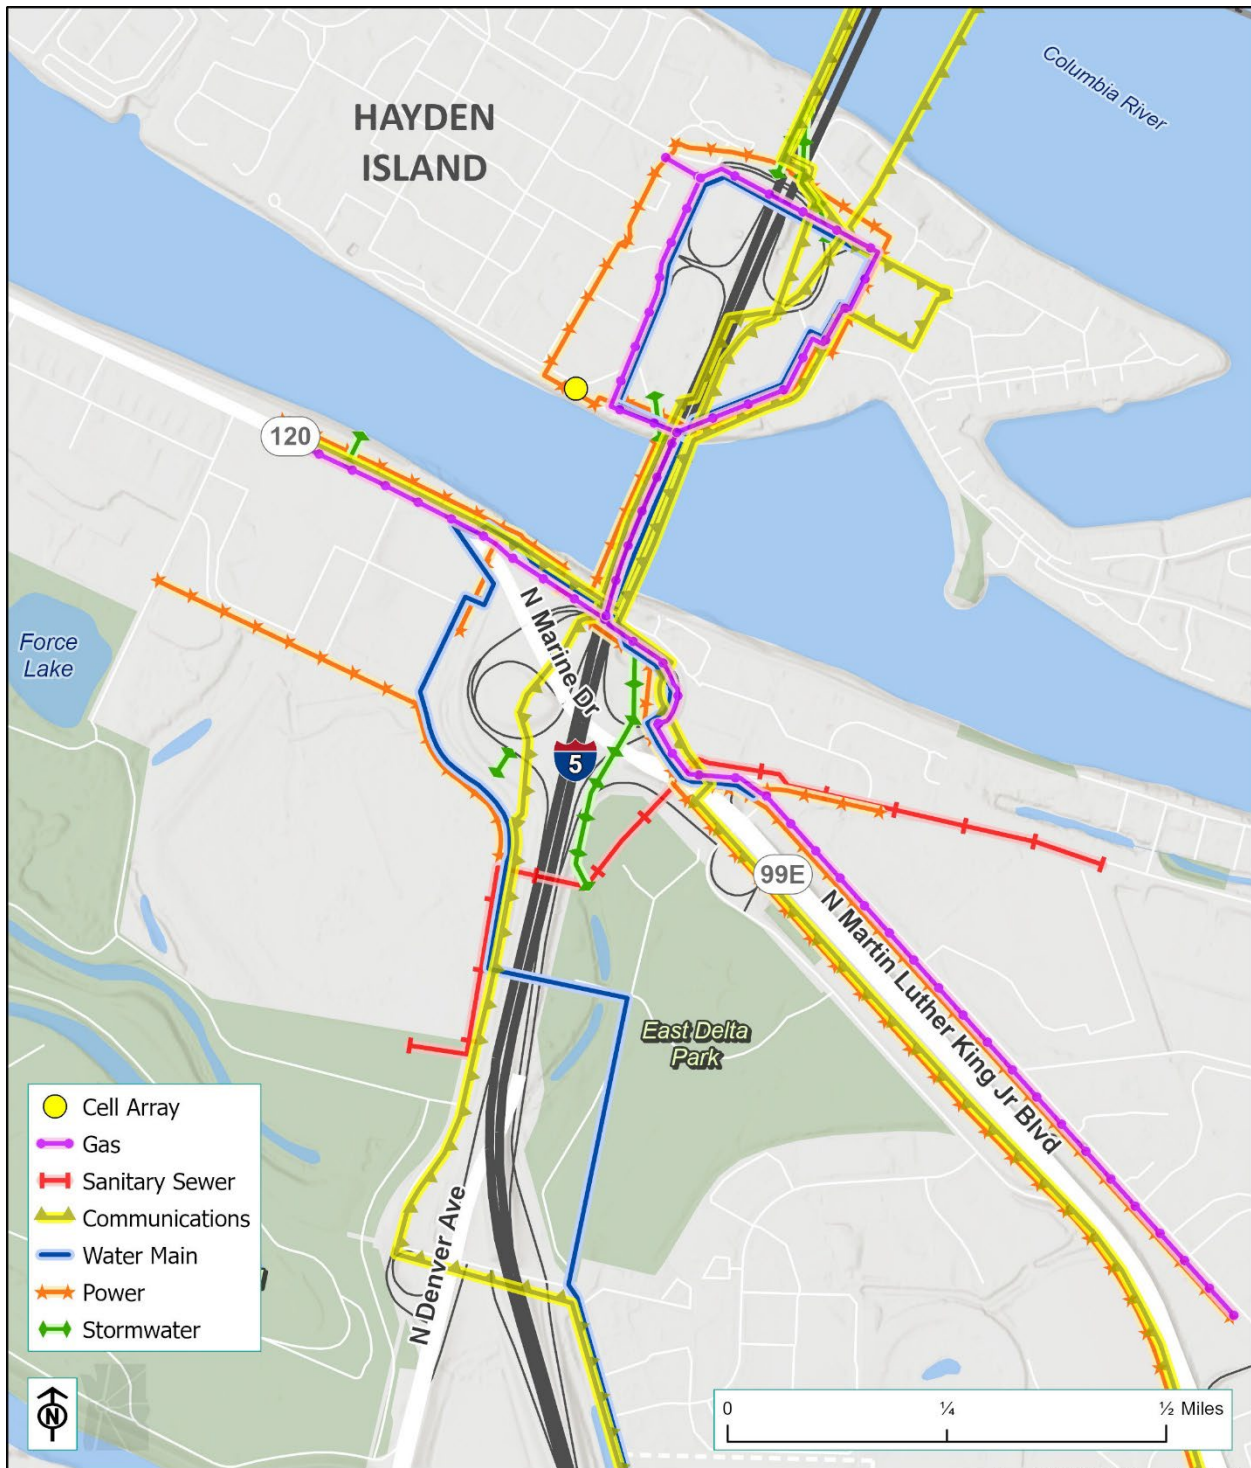 HAYDEN
ISLAND
Columbia River
120
Force
Lake
N Marine Dr
5
99E
N Martin Luther King Jr Blvd
East Delta
Park
N Denver Ave
Cell Array
Gas
Sanitary Sewer
Communications
Water Main
Power
Stormwater
N
0 ¼ ½ Miles